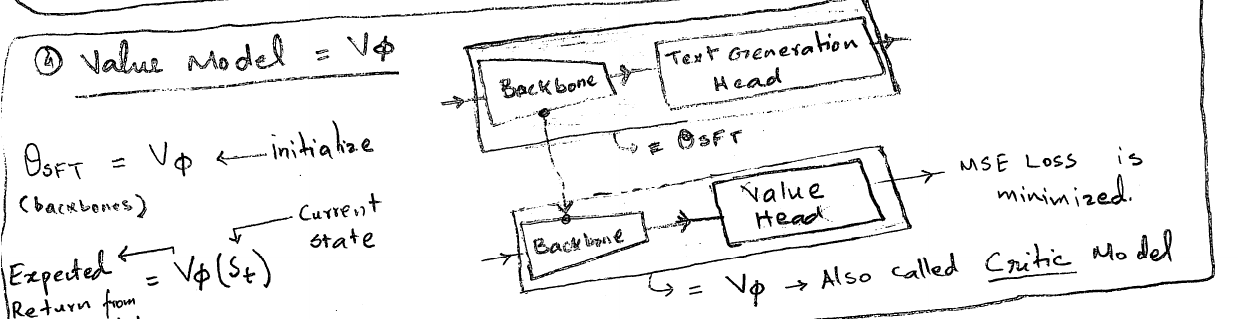 ④ Value Model = Vϕ
Backbone
Text Generation
Head
= θSFT
θSFT = Vϕ ← initialize
(backbones)
Current
state
Expected = Vϕ(St)
Return from
Backbone
Value
Head
MSE LOSS is
minimized.
= Vϕ → Also called Critic Model